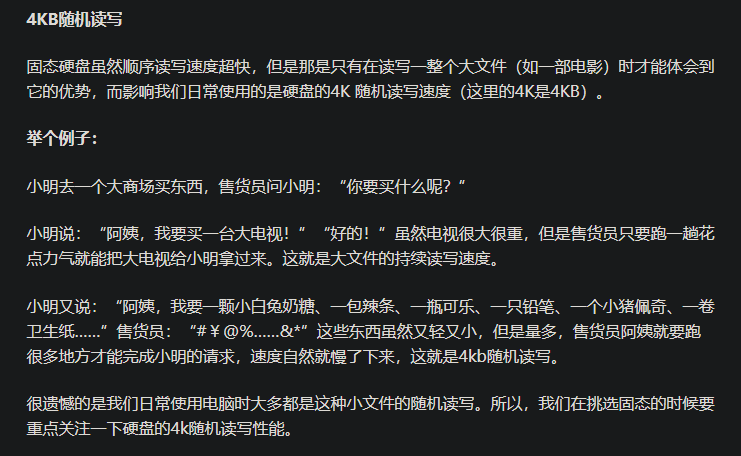 4KB随机读写
固态硬盘虽然顺序读写速度超快，但是那是只有在读写一整个大文件（如一部电影）时才能体会到
它的优势，而影响我们日常使用的是硬盘的4K 随机读写速度（这里的4K是4KB）。
举个例子：
小明去一个大商场买东西，售货员问小明：“你要买什么呢？”
小明说：“阿姨，我要买一台大电视！”“好的！”虽然电视很大很重，但是售货员只要跑一趟花
点力气就能把大电视给小明拿过来。这就是大文件的持续读写速度。
小明又说：“阿姨，我要一颗小白兔奶糖、一包辣条、一瓶可乐、一只铅笔、一个小猪佩奇、一卷
卫生纸……”售货员：“#￥@%……&*”这些东西虽然又轻又小，但是量多，售货员阿姨就要跑
很多地方才能完成小明的请求，速度自然就慢了下来，这就是4kb随机读写。
很遗憾的是我们日常使用电脑时大多都是这种小文件的随机读写。所以，我们在挑选固态的时候要
重点关注一下硬盘的4k随机读写性能。